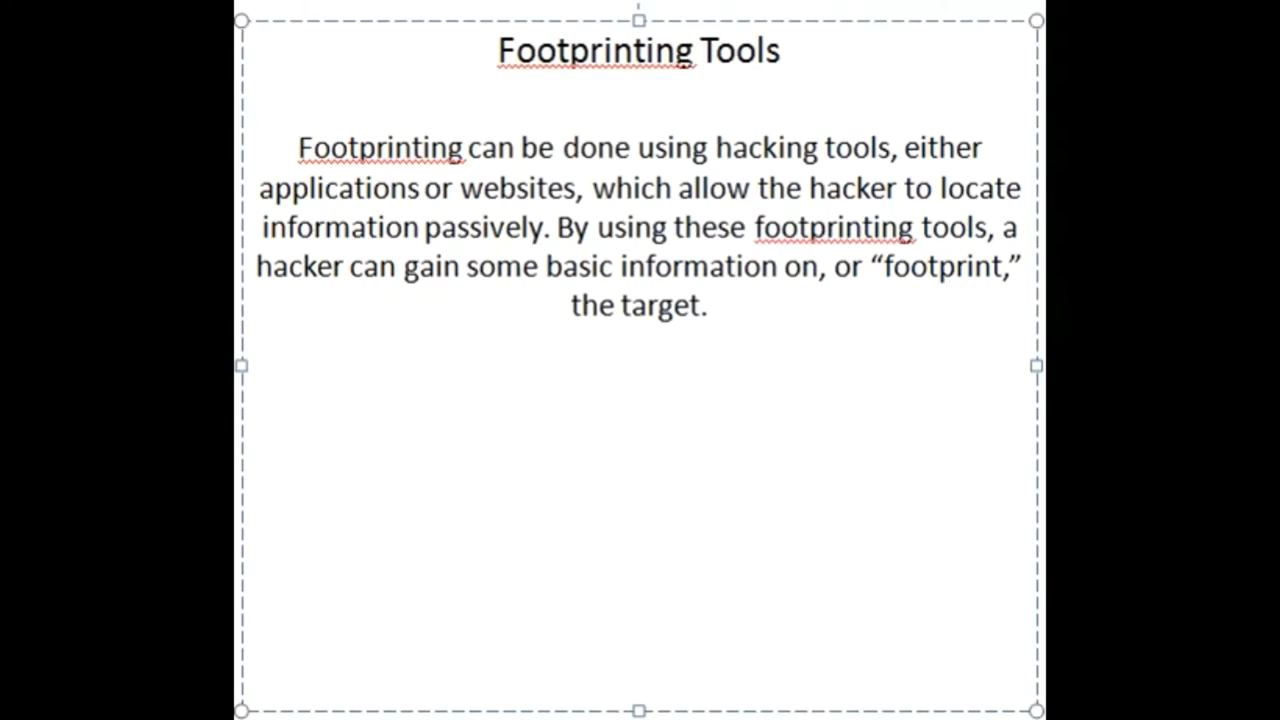 Footprinting Tools
Footprinting can be done using hacking tools, either
applications or websites, which allow the hacker to locate
information passively. By using these footprinting tools, a
hacker can gain some basic information on, or “footprint,”
the target.